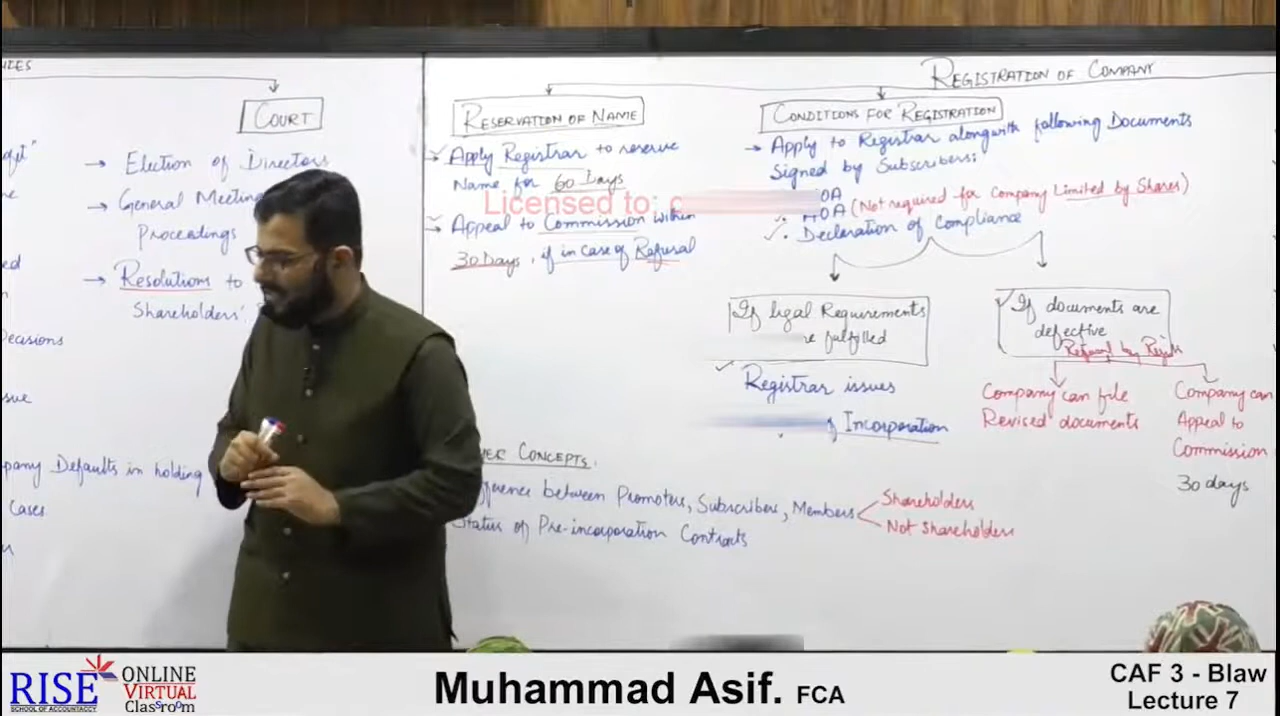 REGISTRATION OF COMPANY
COURT
→ Election of Directors
→ General Meeting
Proceedings
→ Resolutions to
Shareholders'
Decisions
Defaults in holding
Cases
RESERVATION OF NAME
→ Apply Registrar to reserve
Name for 60 Days
→ Appeal to Commission within
30 Days, if in case of Refusal
Licensed to:
CONDITIONS FOR REGISTRATION
→ Apply to Registrar alongwith following Documents
Signed by Subscribers:
OA
OA (Not required for Company Limited by Shares)
Declaration of Compliance
If legal Requirements
fulfilled
Registrar issues
Incorporation
If documents are
defective
Refusal by
Company can file
Revised documents
Company can
Appeal to
Commission
30 days
CONCEPTS.
between Promoters, Subscribers, Members
Shareholders
Not Shareholders
Status of Pre-incorporation Contracts
RISE
SCHOOL OF ACCOUNTANCY
ONLINE
VIRTUAL
Classroom
Muhammad Asif. FCA
CAF 3 - Blaw
Lecture 7